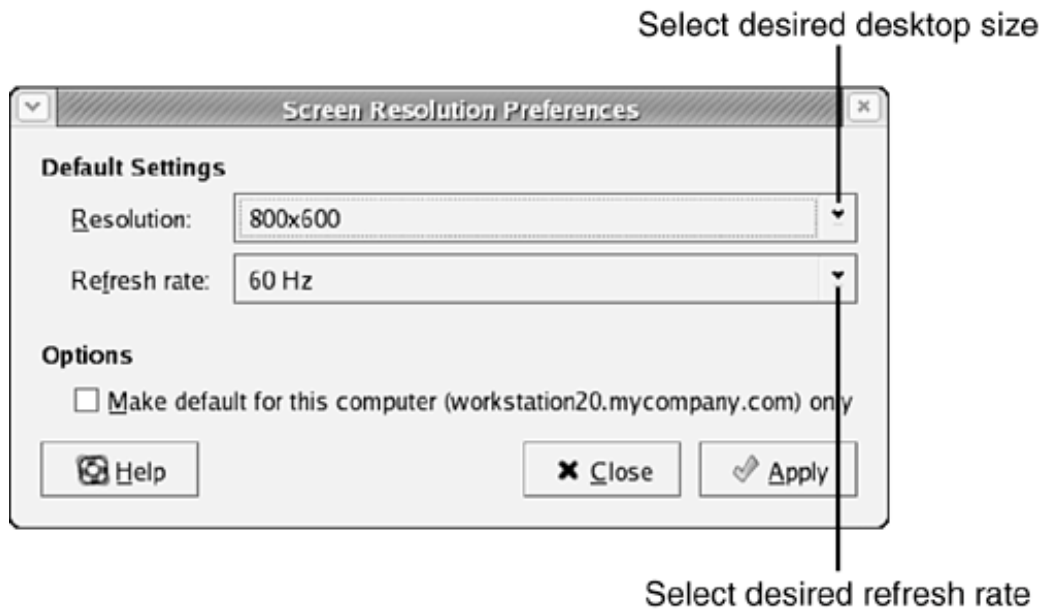 Select desired desktop size
Screen Resolution Preferences
Default Settings
Resolution:
800x600
Refresh rate:
60 Hz
Options
Make default for this computer (workstation20.mycompany.com) only
Help
Close
Apply
Select desired refresh rate